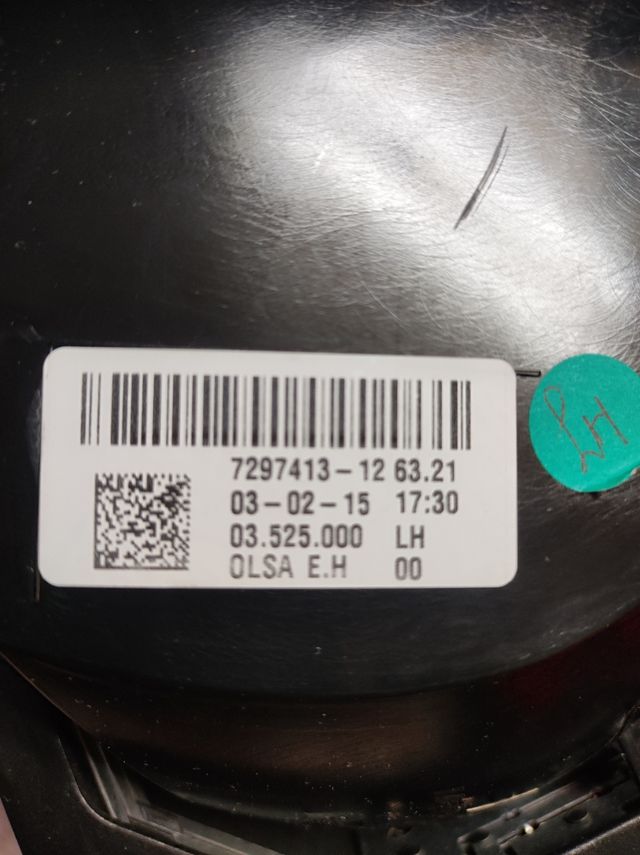 7297413-12 63.21
03-02-15 17:30
03.525.000 LH
OLSA E.H 00
LH